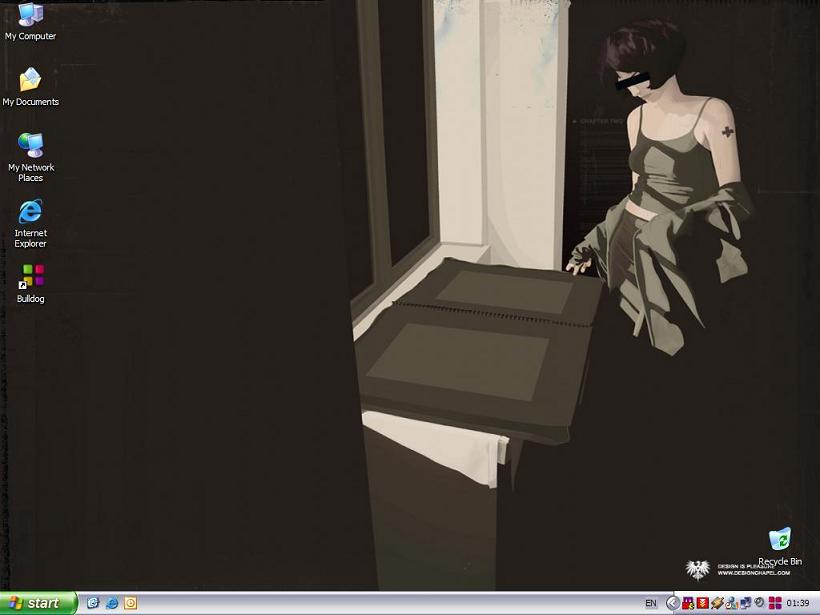 My Computer
My Documents
My Network
Places
Internet
Explorer
Bulldog
CHAPTER TWO
Recycle Bin
DESIGN IS PLEASURE
WWW.DESIGNCHAPEL.COM
start
EN
01:39